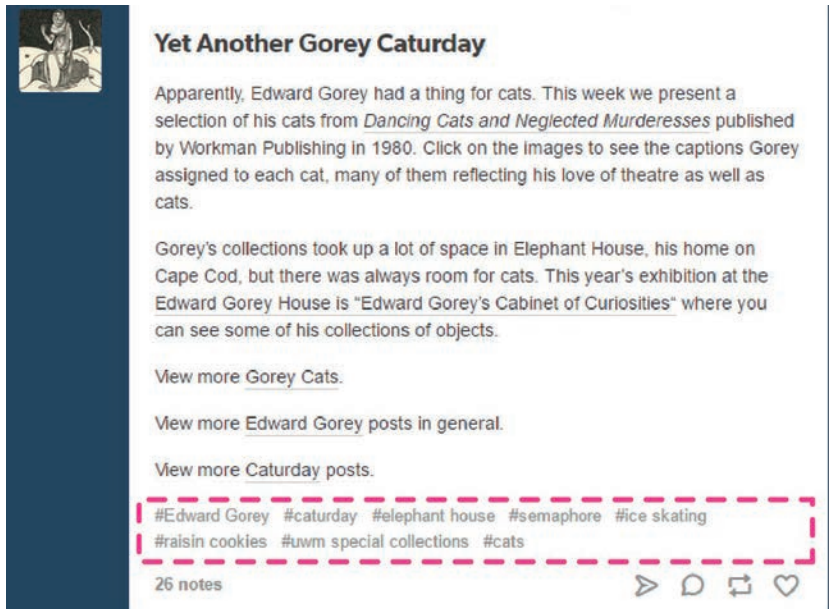 Yet Another Gorey Caturday
Apparently, Edward Gorey had a thing for cats. This week we present a
selection of his cats from Dancing Cats and Neglected Murderesses published
by Workman Publishing in 1980. Click on the images to see the captions Gorey
assigned to each cat, many of them reflecting his love of theatre as well as
cats.
Gorey's collections took up a lot of space in Elephant House, his home on
Cape Cod, but there was always room for cats. This year's exhibition at the
Edward Gorey House is “Edward Gorey's Cabinet of Curiosities“ where you
can see some of his collections of objects.
View more Gorey Cats.
View more Edward Gorey posts in general.
View more Caturday posts.
#Edward Gorey #caturday #elephant house #semaphore #ice skating
#raisin cookies #uwm special collections #cats
26 notes